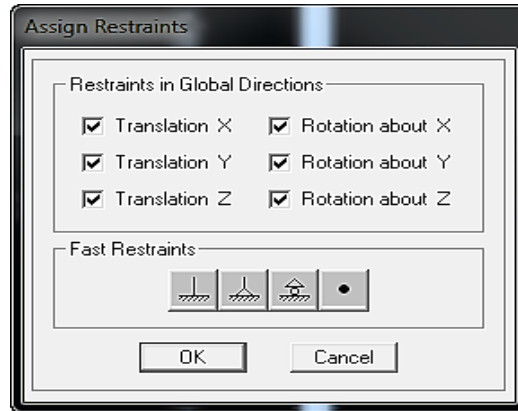 Assign Restraints
Restraints in Global Directions
Translation X Rotation about X
Translation Y Rotation about Y
Translation Z Rotation about Z
Fast Restraints
OK Cancel